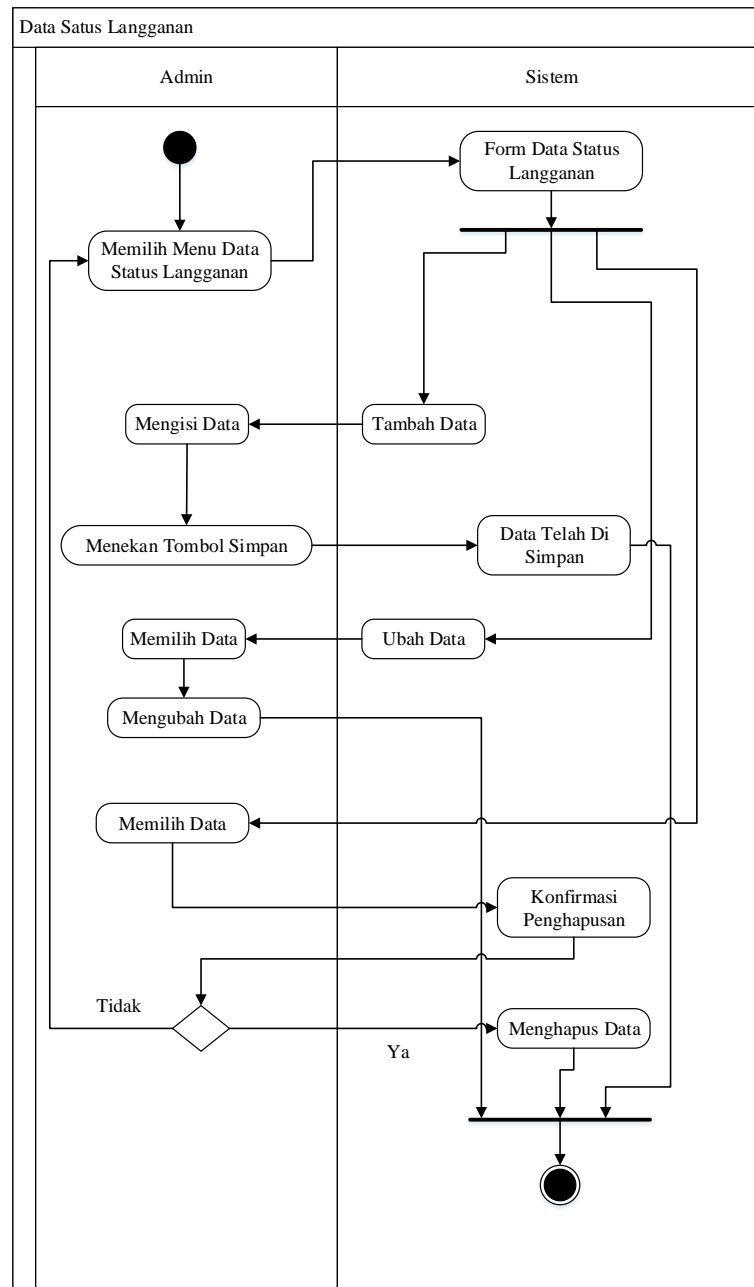 Data Satus Langganan
Admin
Sistem
Form Data Status
Langganan
Memilih Menu Data
Status Langganan
Mengisi Data
Tambah Data
Menekan Tombol Simpan
Data Telah Di
Simpan
Memilih Data
Ubah Data
Mengubah Data
Memilih Data
Konfirmasi
Penghapusan
Tidak
Menghapus Data
Ya